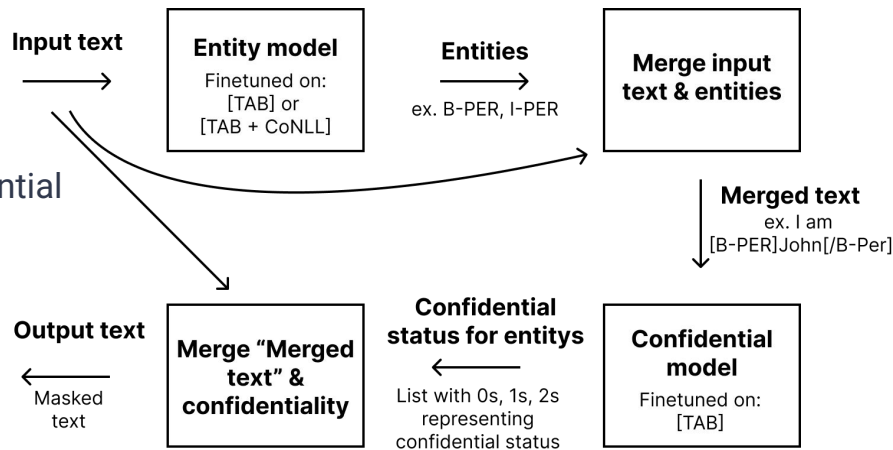 Input text
Entity model
Finetuned on:
[TAB] or
[TAB + CoNLL]
Entities
ex. B-PER, I-PER
Merge input
text & entities
ntial
Merged text
ex. I am
[B-PER]John[/B-Per]
Confidential
model
Finetuned on:
[TAB]
Confidential
status for entitys
List with 0s, 1s, 2s
representing
confidential status
Merge “Merged
text” &
confidentiality
Output text
Masked
text